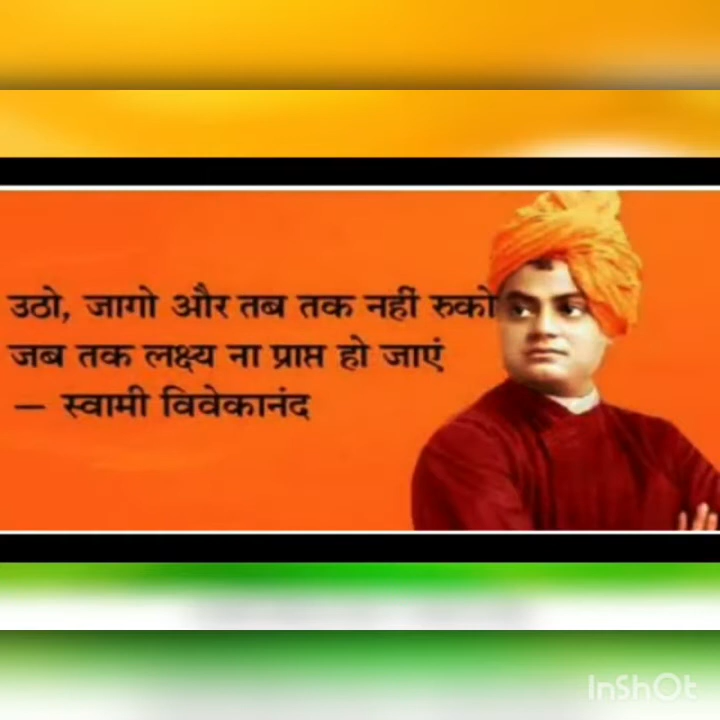 उठो, जागो और तब तक नहीं रुको
जब तक लक्ष्य ना प्राप्त हो जाएं
– स्वामी विवेकानंद
InShOt